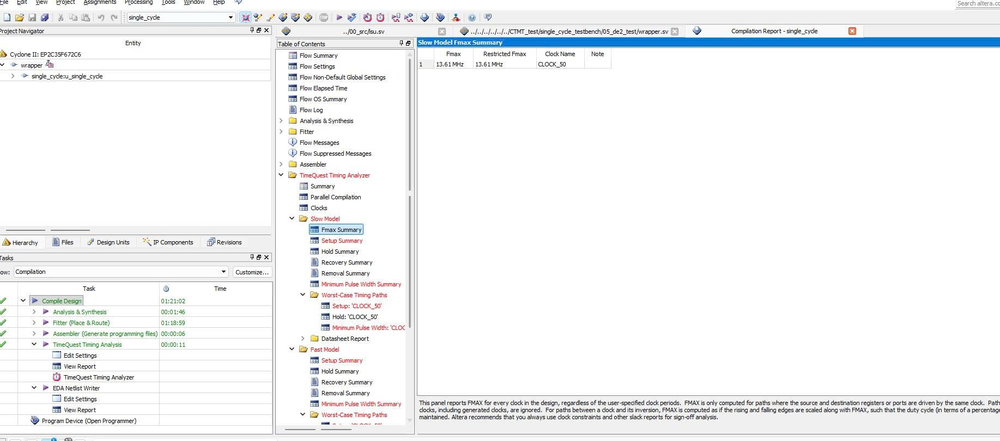 File Edit View Project Assignments Processing Tools Window Help
Search altera.co
single_cycle
Project Navigator
Entity
Cyclone II: EP2C35F672C6
wrapper
single_cycle:u_single_cycle
Hierarchy Files Design Units IP Components Revisions
Tasks
ow: Compilation Customize...
Task Time
Compile Design 01:21:02
Analysis & Synthesis 00:01:46
Fitter (Place & Route) 01:18:59
Assembler (Generate programming files) 00:00:06
TimeQuest Timing Analysis 00:00:11
Edit Settings
View Report
TimeQuest Timing Analyzer
EDA Netlist Writer
Edit Settings
View Report
Program Device (Open Programmer)
../00_src/lsu.sv
../../../../../../CTMT_test/single_cycle_testbench/05_de2_test/wrapper.sv
Compilation Report - single_cycle
Table of Contents
Flow Summary
Flow Settings
Flow Non-Default Global Settings
Flow Elapsed Time
Flow OS Summary
Flow Log
Analysis & Synthesis
Fitter
Flow Messages
Flow Suppressed Messages
Assembler
TimeQuest Timing Analyzer
Summary
Parallel Compilation
Clocks
Slow Model
Fmax Summary
Setup Summary
Hold Summary
Recovery Summary
Removal Summary
Minimum Pulse Width Summary
Worst-Case Timing Paths
Setup: 'CLOCK_50'
Hold: 'CLOCK_50'
Minimum Pulse Width: 'CLOC
Datasheet Report
Fast Model
Setup Summary
Hold Summary
Recovery Summary
Removal Summary
Minimum Pulse Width Summary
Worst-Case Timing Paths
Slow Model Fmax Summary
Fmax Restricted Fmax Clock Name Note
1 13.61 MHz 13.61 MHz CLOCK_50
This panel reports FMAX for every clock in the design, regardless of the user-specified clock periods. FMAX is only computed for paths where the source and destination registers or ports are driven by the same clock. Path
clocks, including generated clocks, are ignored. For paths between a clock and its inversion, FMAX is computed as if the rising and falling edges are scaled along with FMAX, such that the duty cycle (in terms of a percentage
maintained. Altera recommends that you always use clock constraints and other slack reports for sign-off analysis.